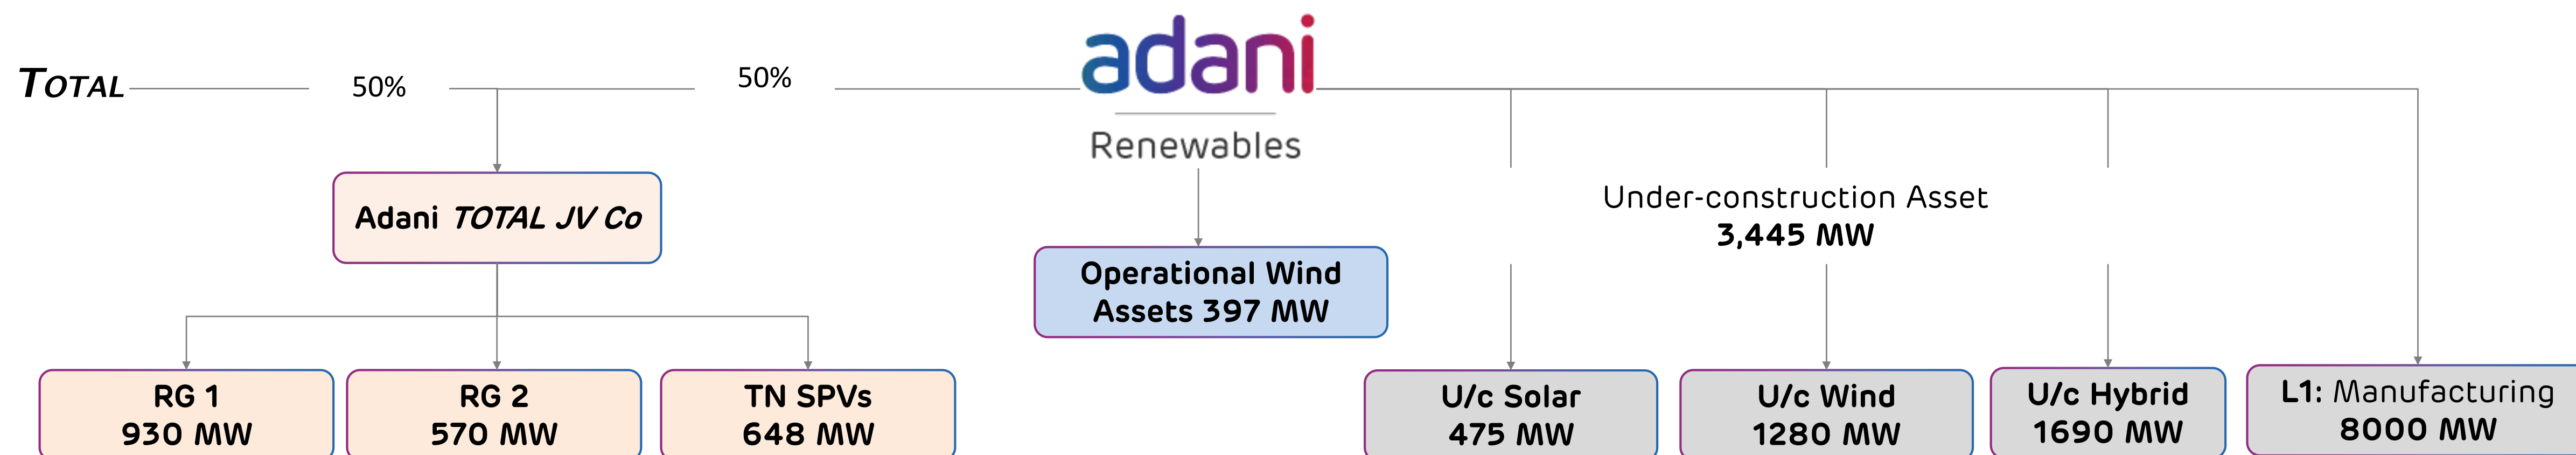 TOTAL
50%
50%
adani
Renewables
Adani TOTAL JV Co
RG 1
930 MW
RG 2
570 MW
TN SPVs
648 MW
Operational Wind
Assets 397 MW
Under-construction Asset
3,445 MW
U/c Solar
475 MW
U/c Wind
1280 MW
U/c Hybrid
1690 MW
L1: Manufacturing
8000 MW